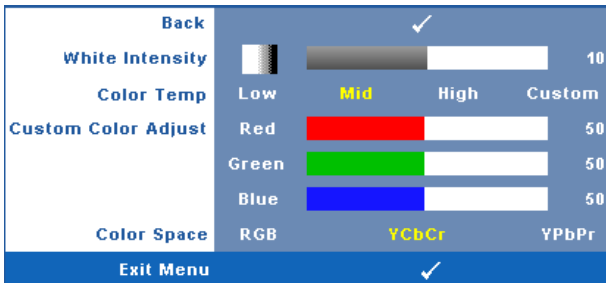 Back
White Intensity 10
Color Temp Low Mid High Custom
Custom Color Adjust Red 50
Green 50
Blue 50
Color Space RGB YCbCr YPbPr
Exit Menu